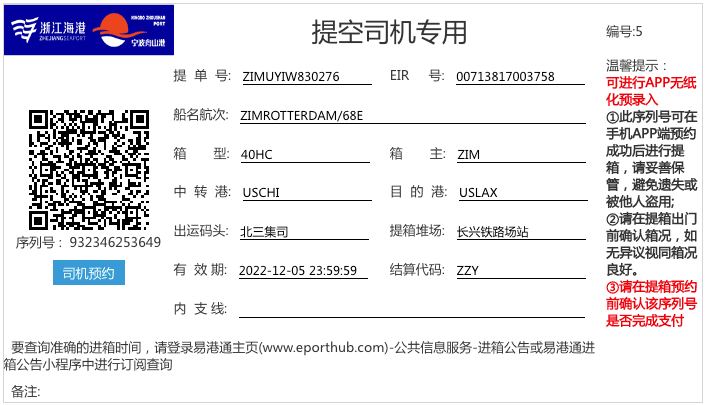 浙江海港
ZHEJIANG SEAPORT
NINGBO ZHOUSHAN
PORT
宁波舟山港
提空司机专用
编号:5
提 单 号: ZIMUYIW830276 EIR 号: 00713817003758
船名航次: ZIMROTTERDAM/68E
箱 型: 40HC 箱 主: ZIM
中 转 港: USCHI 目 的 港: USLAX
出运码头: 北三集司 提箱堆场: 长兴铁路场站
有 效 期: 2022-12-05 23:59:59 结算代码: ZZY
内 支 线:
序列号：932346253649
司机预约
温馨提示：
可进行APP无纸
化预录入
①此序列号可在
手机APP端预约
成功后进行提
箱，请妥善保
管，避免遗失或
被他人盗用;
②请在提箱出门
前确认箱况，如
无异议视同箱况
良好。
③请在提箱预约
前确认该序列号
是否完成支付
要查询准确的进箱时间，请登录易港通主页(www.eporthub.com)-公共信息服务-进箱公告或易港通进
箱公告小程序中进行订阅查询
备注: